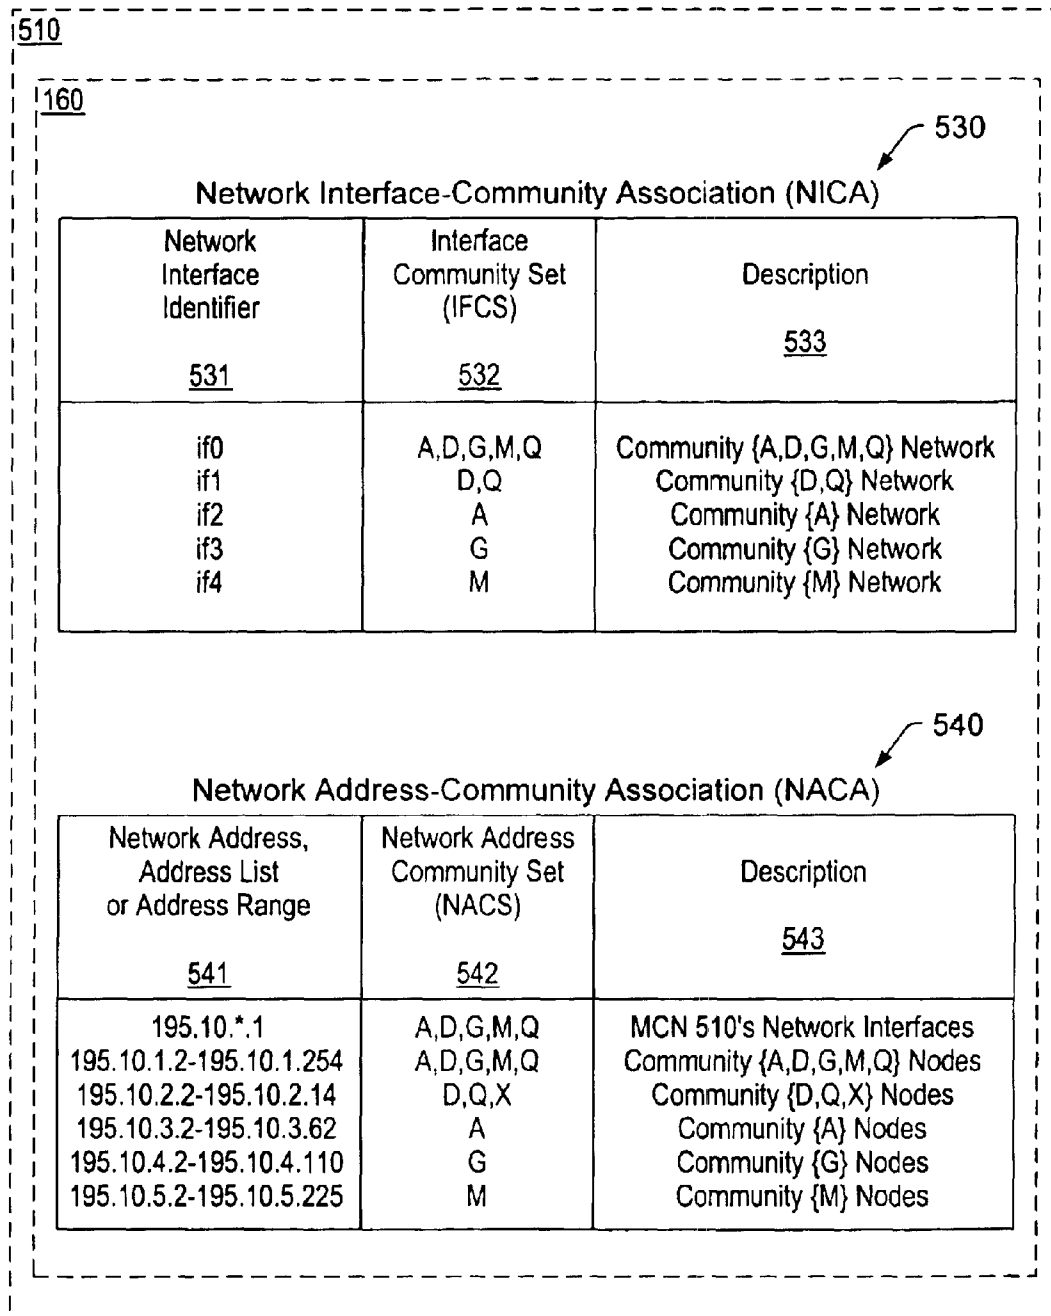 510
160
530
Network Interface-Community Association (NICA)
Network
Interface
Identifier
531
Interface
Community Set
(IFCS)
532
Description
533
if0 A,D,G,M,Q Community {A,D,G,M,Q} Network
if1 D,Q Community {D,Q} Network
if2 A Community {A} Network
if3 G Community {G} Network
if4 M Community {M} Network
540
Network Address-Community Association (NACA)
Network Address,
Address List
or Address Range
541
Network Address
Community Set
(NACS)
542
Description
543
195.10.*.1 A,D,G,M,Q MCN 510's Network Interfaces
195.10.1.2-195.10.1.254 A,D,G,M,Q Community {A,D,G,M,Q} Nodes
195.10.2.2-195.10.2.14 D,Q,X Community {D,Q,X} Nodes
195.10.3.2-195.10.3.62 A Community {A} Nodes
195.10.4.2-195.10.4.110 G Community {G} Nodes
195.10.5.2-195.10.5.225 M Community {M} Nodes